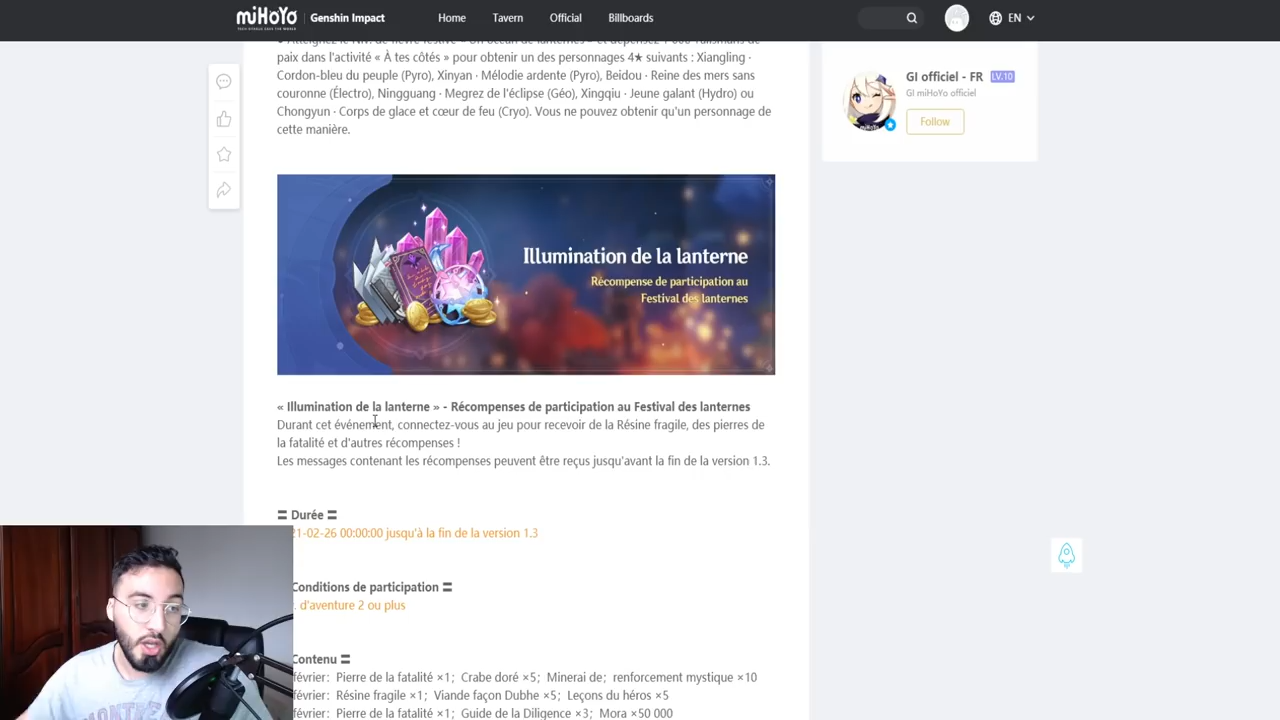 miHoYo
TECH OTAKUS SAVE THE WORLD
Genshin Impact
Home
Tavern
Official
Billboards
EN
paix dans l'activité « À tes côtés » pour obtenir un des personnages 4★ suivants : Xiangling ·
Cordon-bleu du peuple (Pyro), Xinyan · Mélodie ardente (Pyro), Beidou · Reine des mers sans
couronne (Électro), Ningguang · Megrez de l'éclipse (Géo), Xingqiu · Jeune galant (Hydro) ou
Chongyun · Corps de glace et cœur de feu (Cryo). Vous ne pouvez obtenir qu'un personnage de
cette manière.
GI officiel - FR LV.10
GI miHoYo officiel
Follow
miHoYo
Illumination de la lanterne
Récompense de participation au
Festival des lanternes
« Illumination de la lanterne » - Récompenses de participation au Festival des lanternes
Durant cet événement, connectez-vous au jeu pour recevoir de la Résine fragile, des pierres de
la fatalité et d'autres récompenses !
Les messages contenant les récompenses peuvent être reçus jusqu'avant la fin de la version 1.3.
〓 Durée 〓
21-02-26 00:00:00 jusqu'à la fin de la version 1.3
Conditions de participation 〓
d'aventure 2 ou plus
Contenu 〓
février : Pierre de la fatalité ×1 ; Crabe doré ×5 ; Minerai de ; renforcement mystique ×10
février : Résine fragile ×1 ; Viande façon Dubhe ×5 ; Leçons du héros ×5
février : Pierre de la fatalité ×1 ; Guide de la Diligence ×3 ; Mora ×50 000